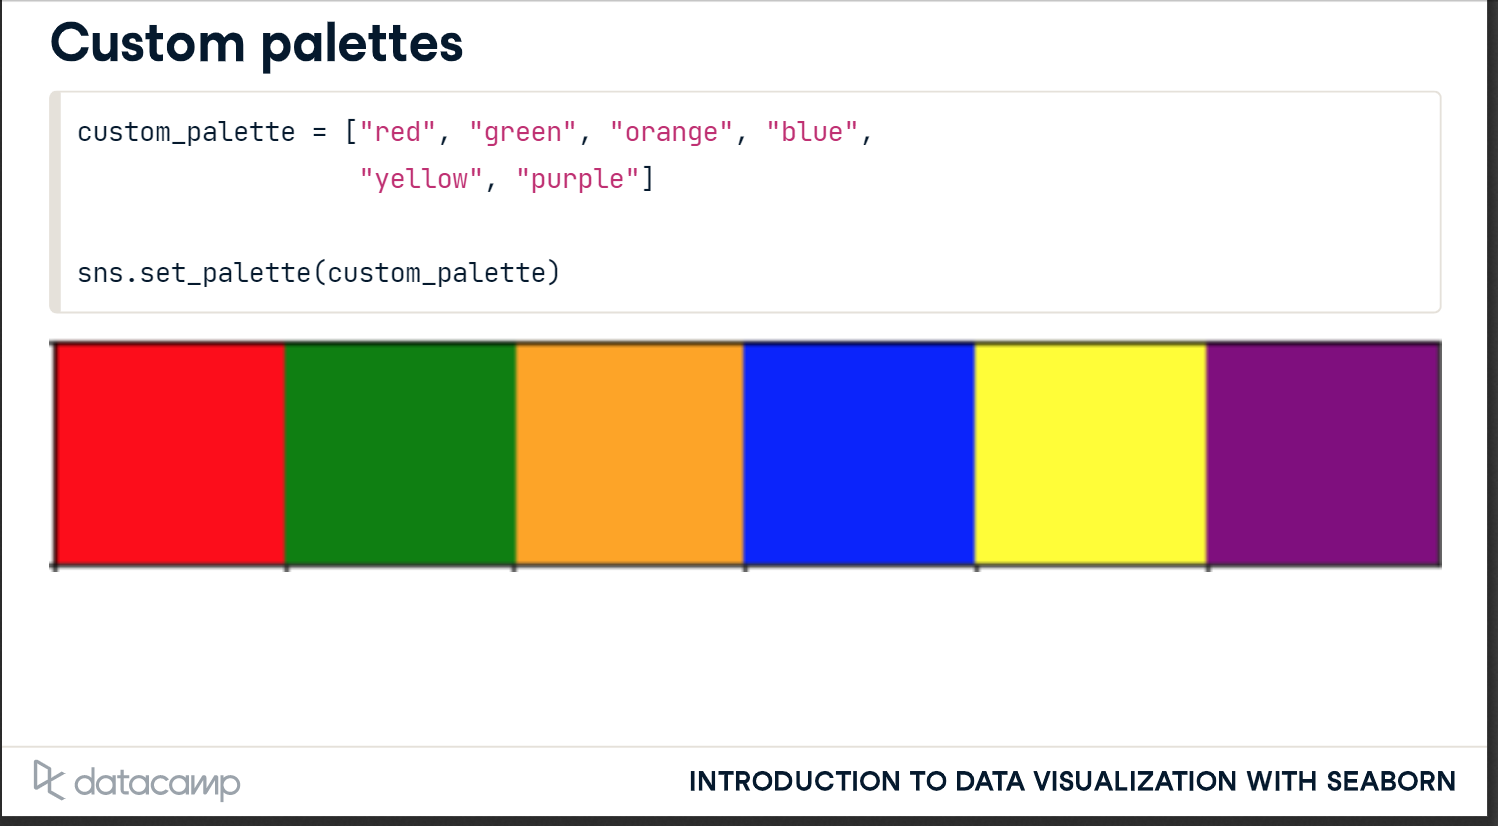 Custom palettes
custom_palette = ["red", "green", "orange", "blue",
"yellow", "purple"]
sns.set_palette(custom_palette)
datacamp
INTRODUCTION TO DATA VISUALIZATION WITH SEABORN